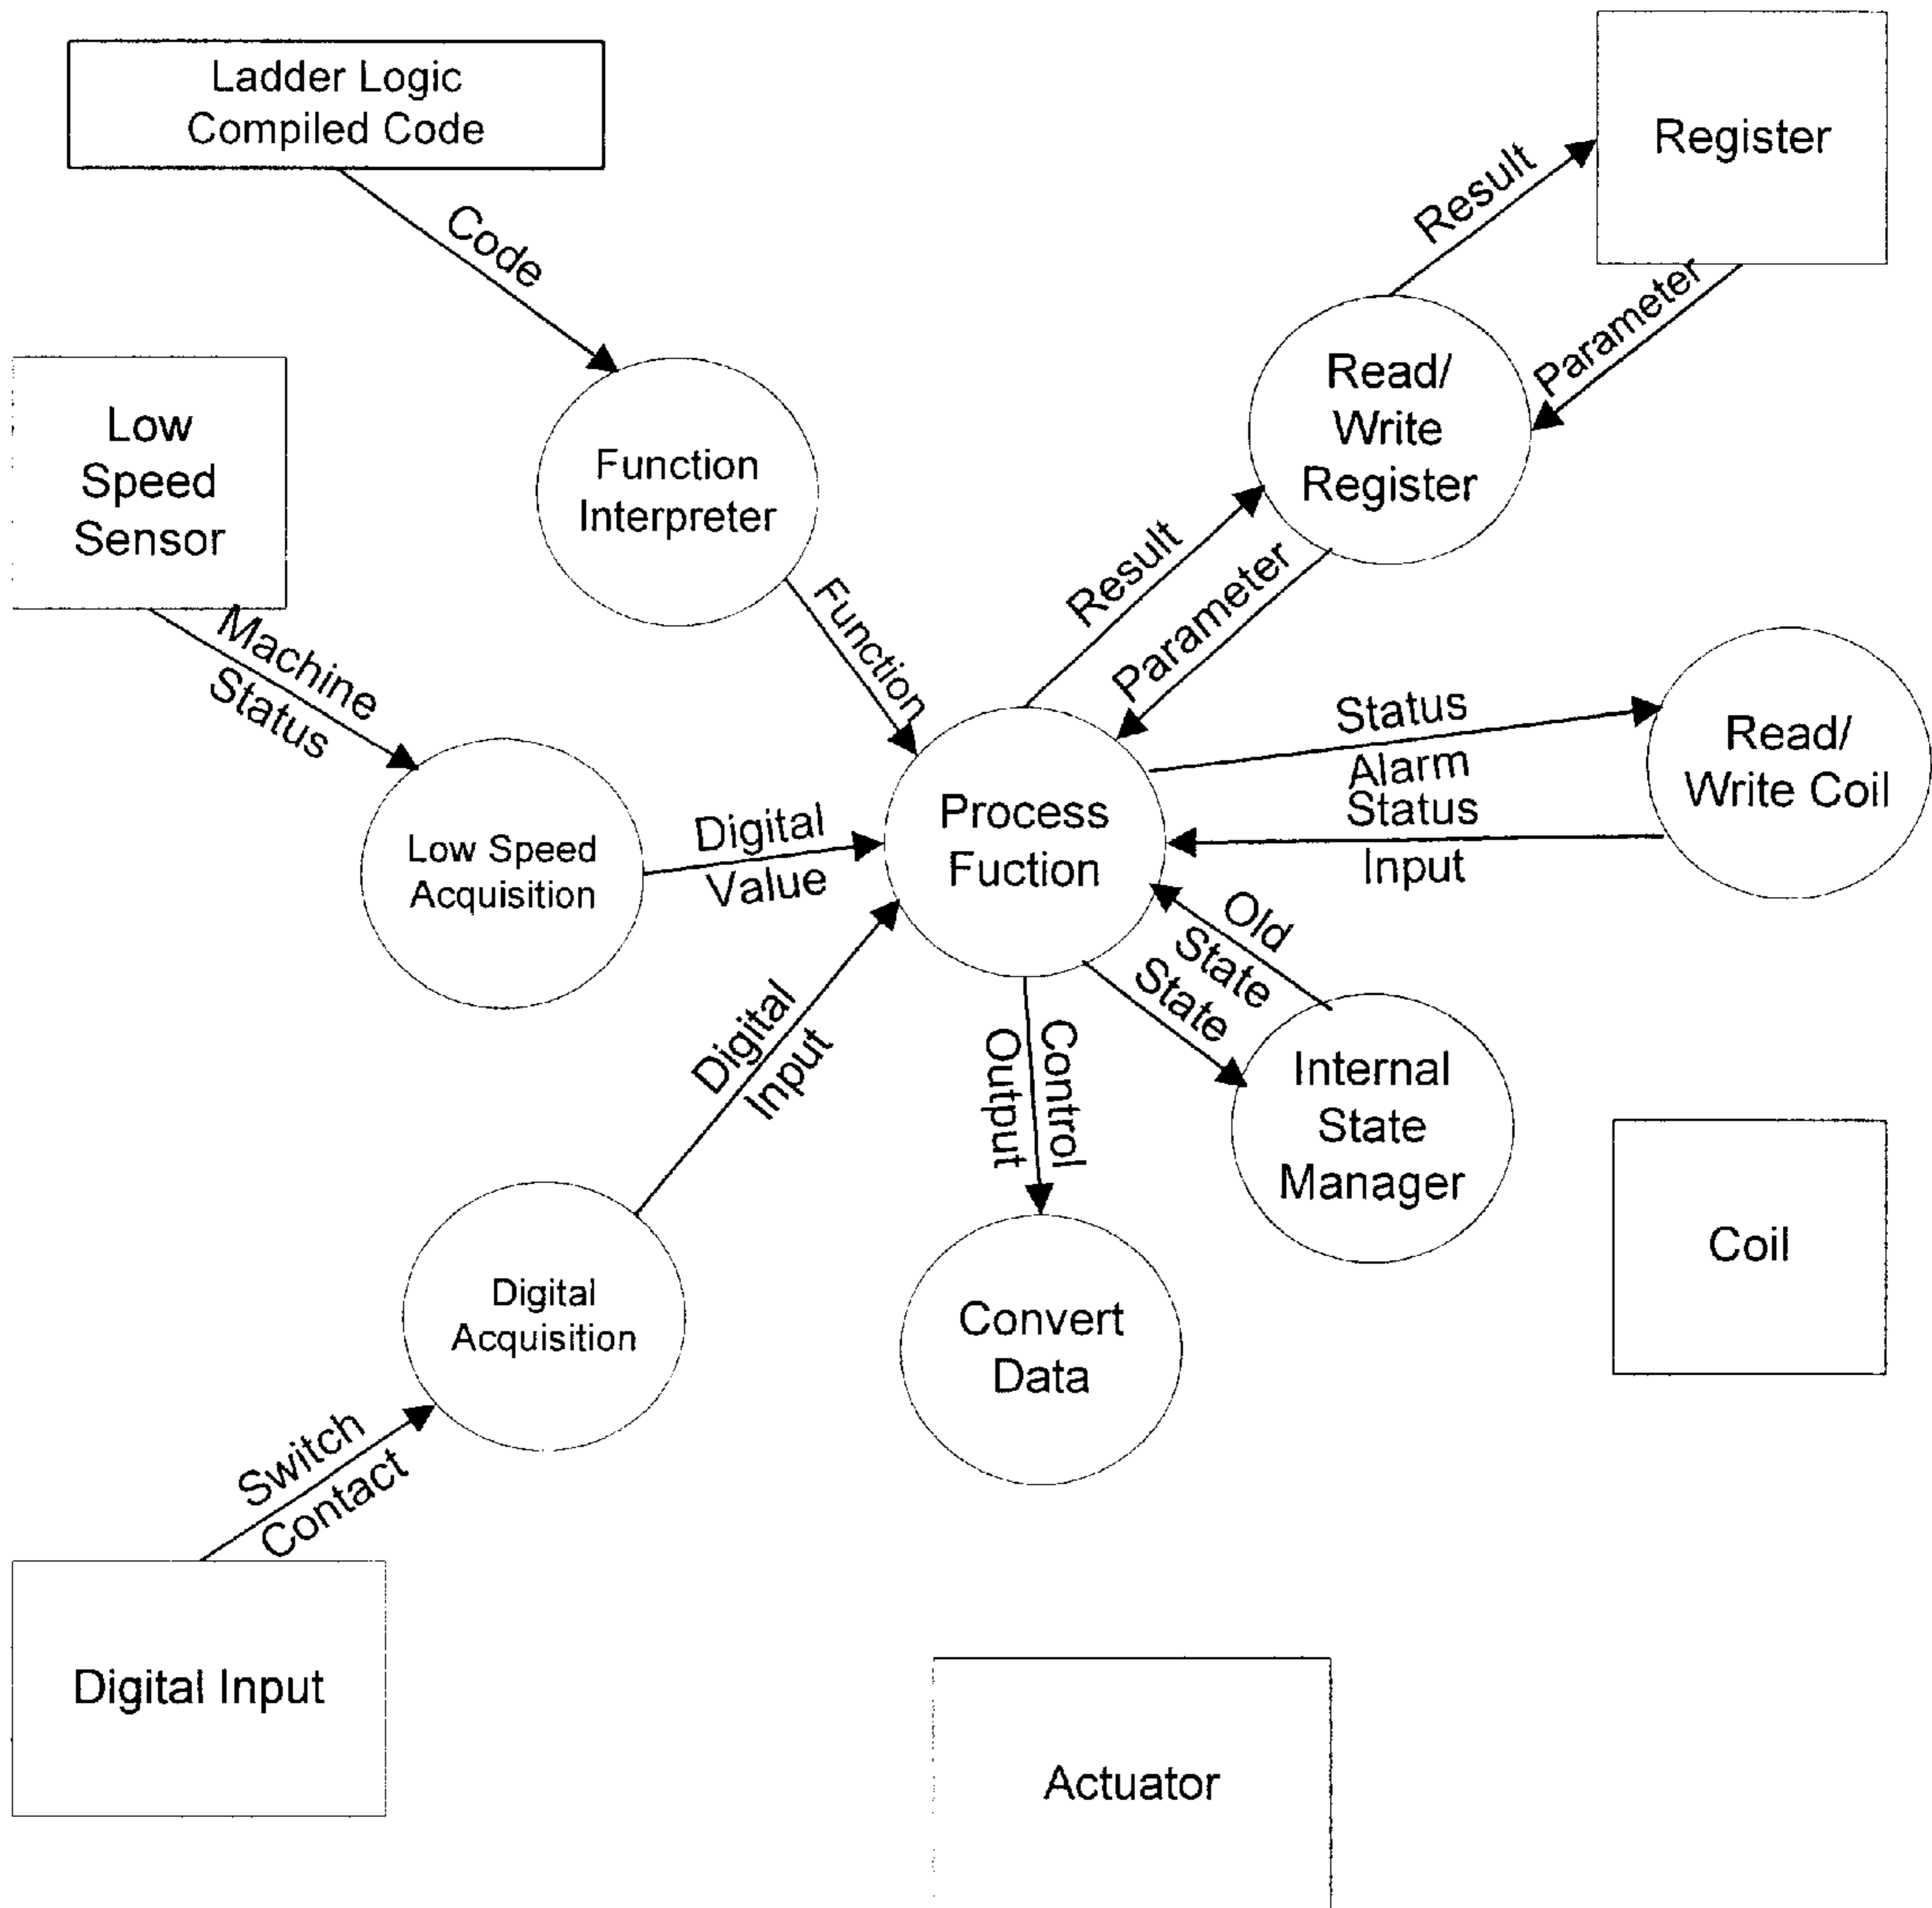 Ladder Logic
Compiled Code
Register
Result
Code
Parameter
Low
Speed
Sensor
Function
Interpreter
Read/
Write
Register
Machine
Status
Function
Result
Parameter
Read/
Write Coil
Status
Alarm
Status
Input
Process
Fuction
Low Speed
Acquisition
Digital
Value
Old
State
State
Digital
Input
Control
Output
Internal
State
Manager
Coil
Digital
Acquisition
Convert
Data
Switch
Contact
Digital Input
Actuator